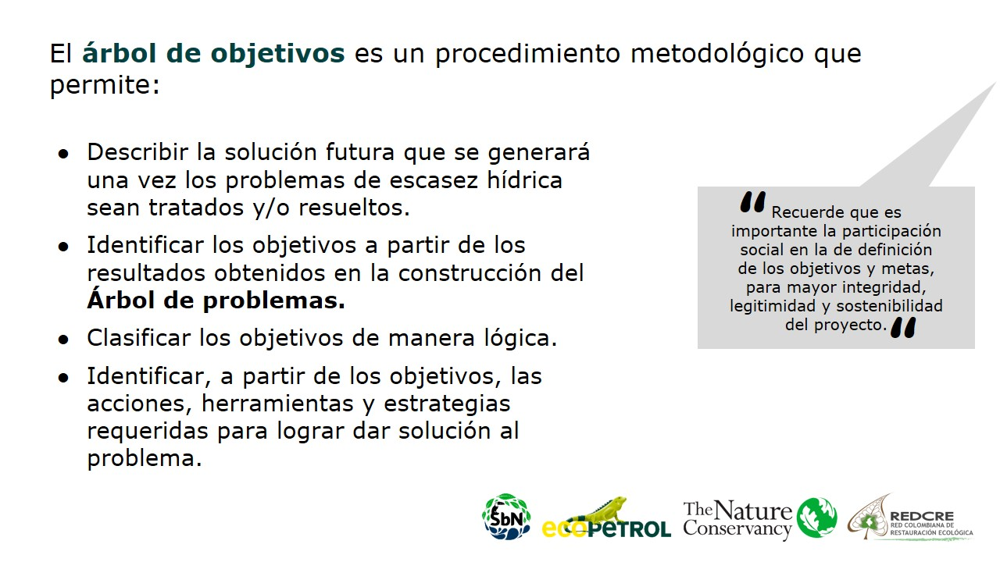 El árbol de objetivos es un procedimiento metodológico que
permite:
● Describir la solución futura que se generará
una vez los problemas de escasez hídrica
sean tratados y/o resueltos.
● Identificar los objetivos a partir de los
resultados obtenidos en la construcción del
Árbol de problemas.
● Clasificar los objetivos de manera lógica.
● Identificar, a partir de los objetivos, las
acciones, herramientas y estrategias
requeridas para lograr dar solución al
problema.
“ Recuerde que es
importante la participación
social en la de definición
de los objetivos y metas,
para mayor integridad,
legitimidad y sostenibilidad
del proyecto. “
SbN
ecopetrol
The Nature
Conservancy
REDCRE
RED COLOMBIANA DE
RESTAURACIÓN ECOLÓGICA